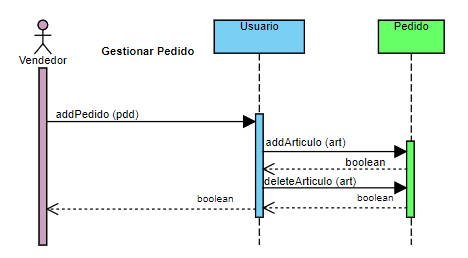 Usuario
Pedido
Gestionar Pedido
Vendedor
addPedido (pdd)
addArticulo (art)
boolean
deleteArticulo (art)
boolean
boolean